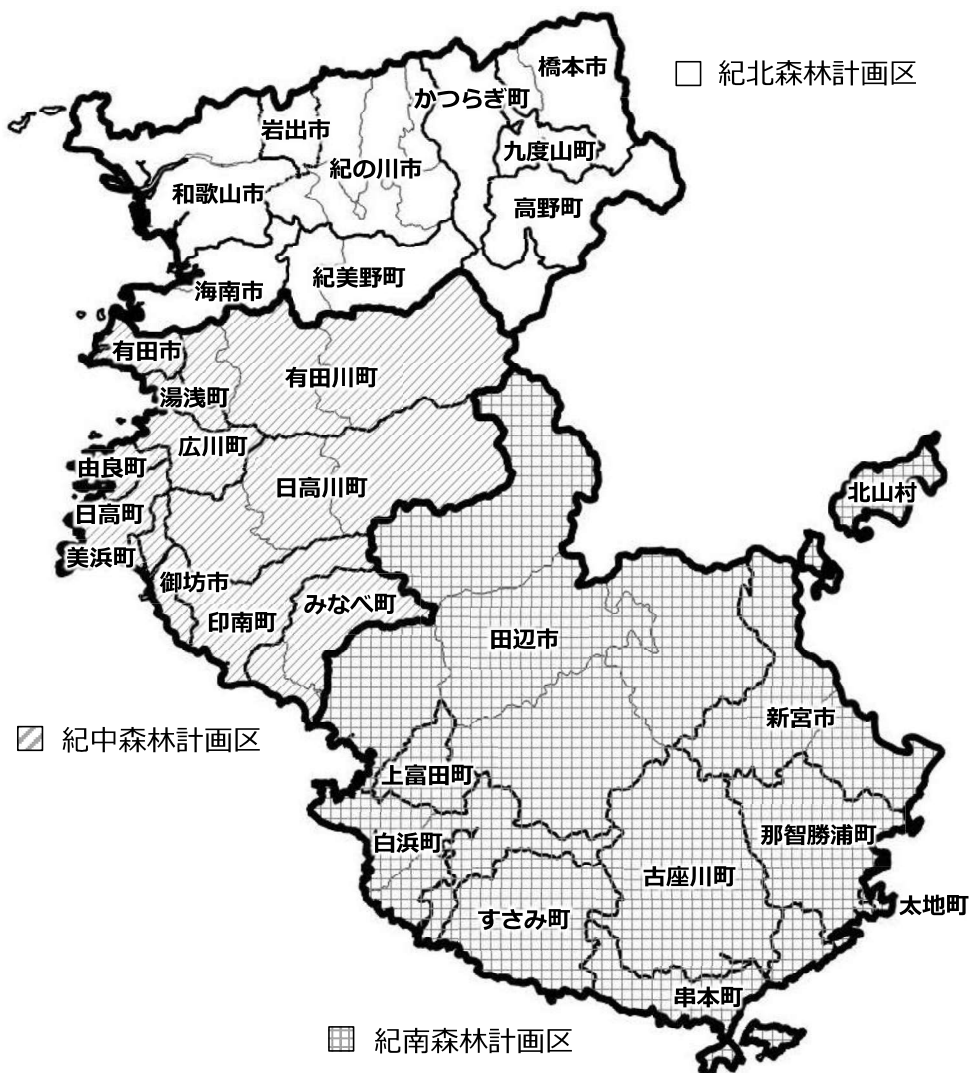 橋本市
紀北森林計画区
かつらぎ町
岩出市
九度山町
紀の川市
和歌山市
高野町
紀美野町
海南市
有田市
有田川町
湯浅町
広川町
由良町
日高川町
北山村
日高町
美浜町
御坊市
みなべ町
印南町
田辺市
新宮市
紀中森林計画区
上富田町
那智勝浦町
白浜町
古座川町
太地町
すさみ町
串本町
紀南森林計画区